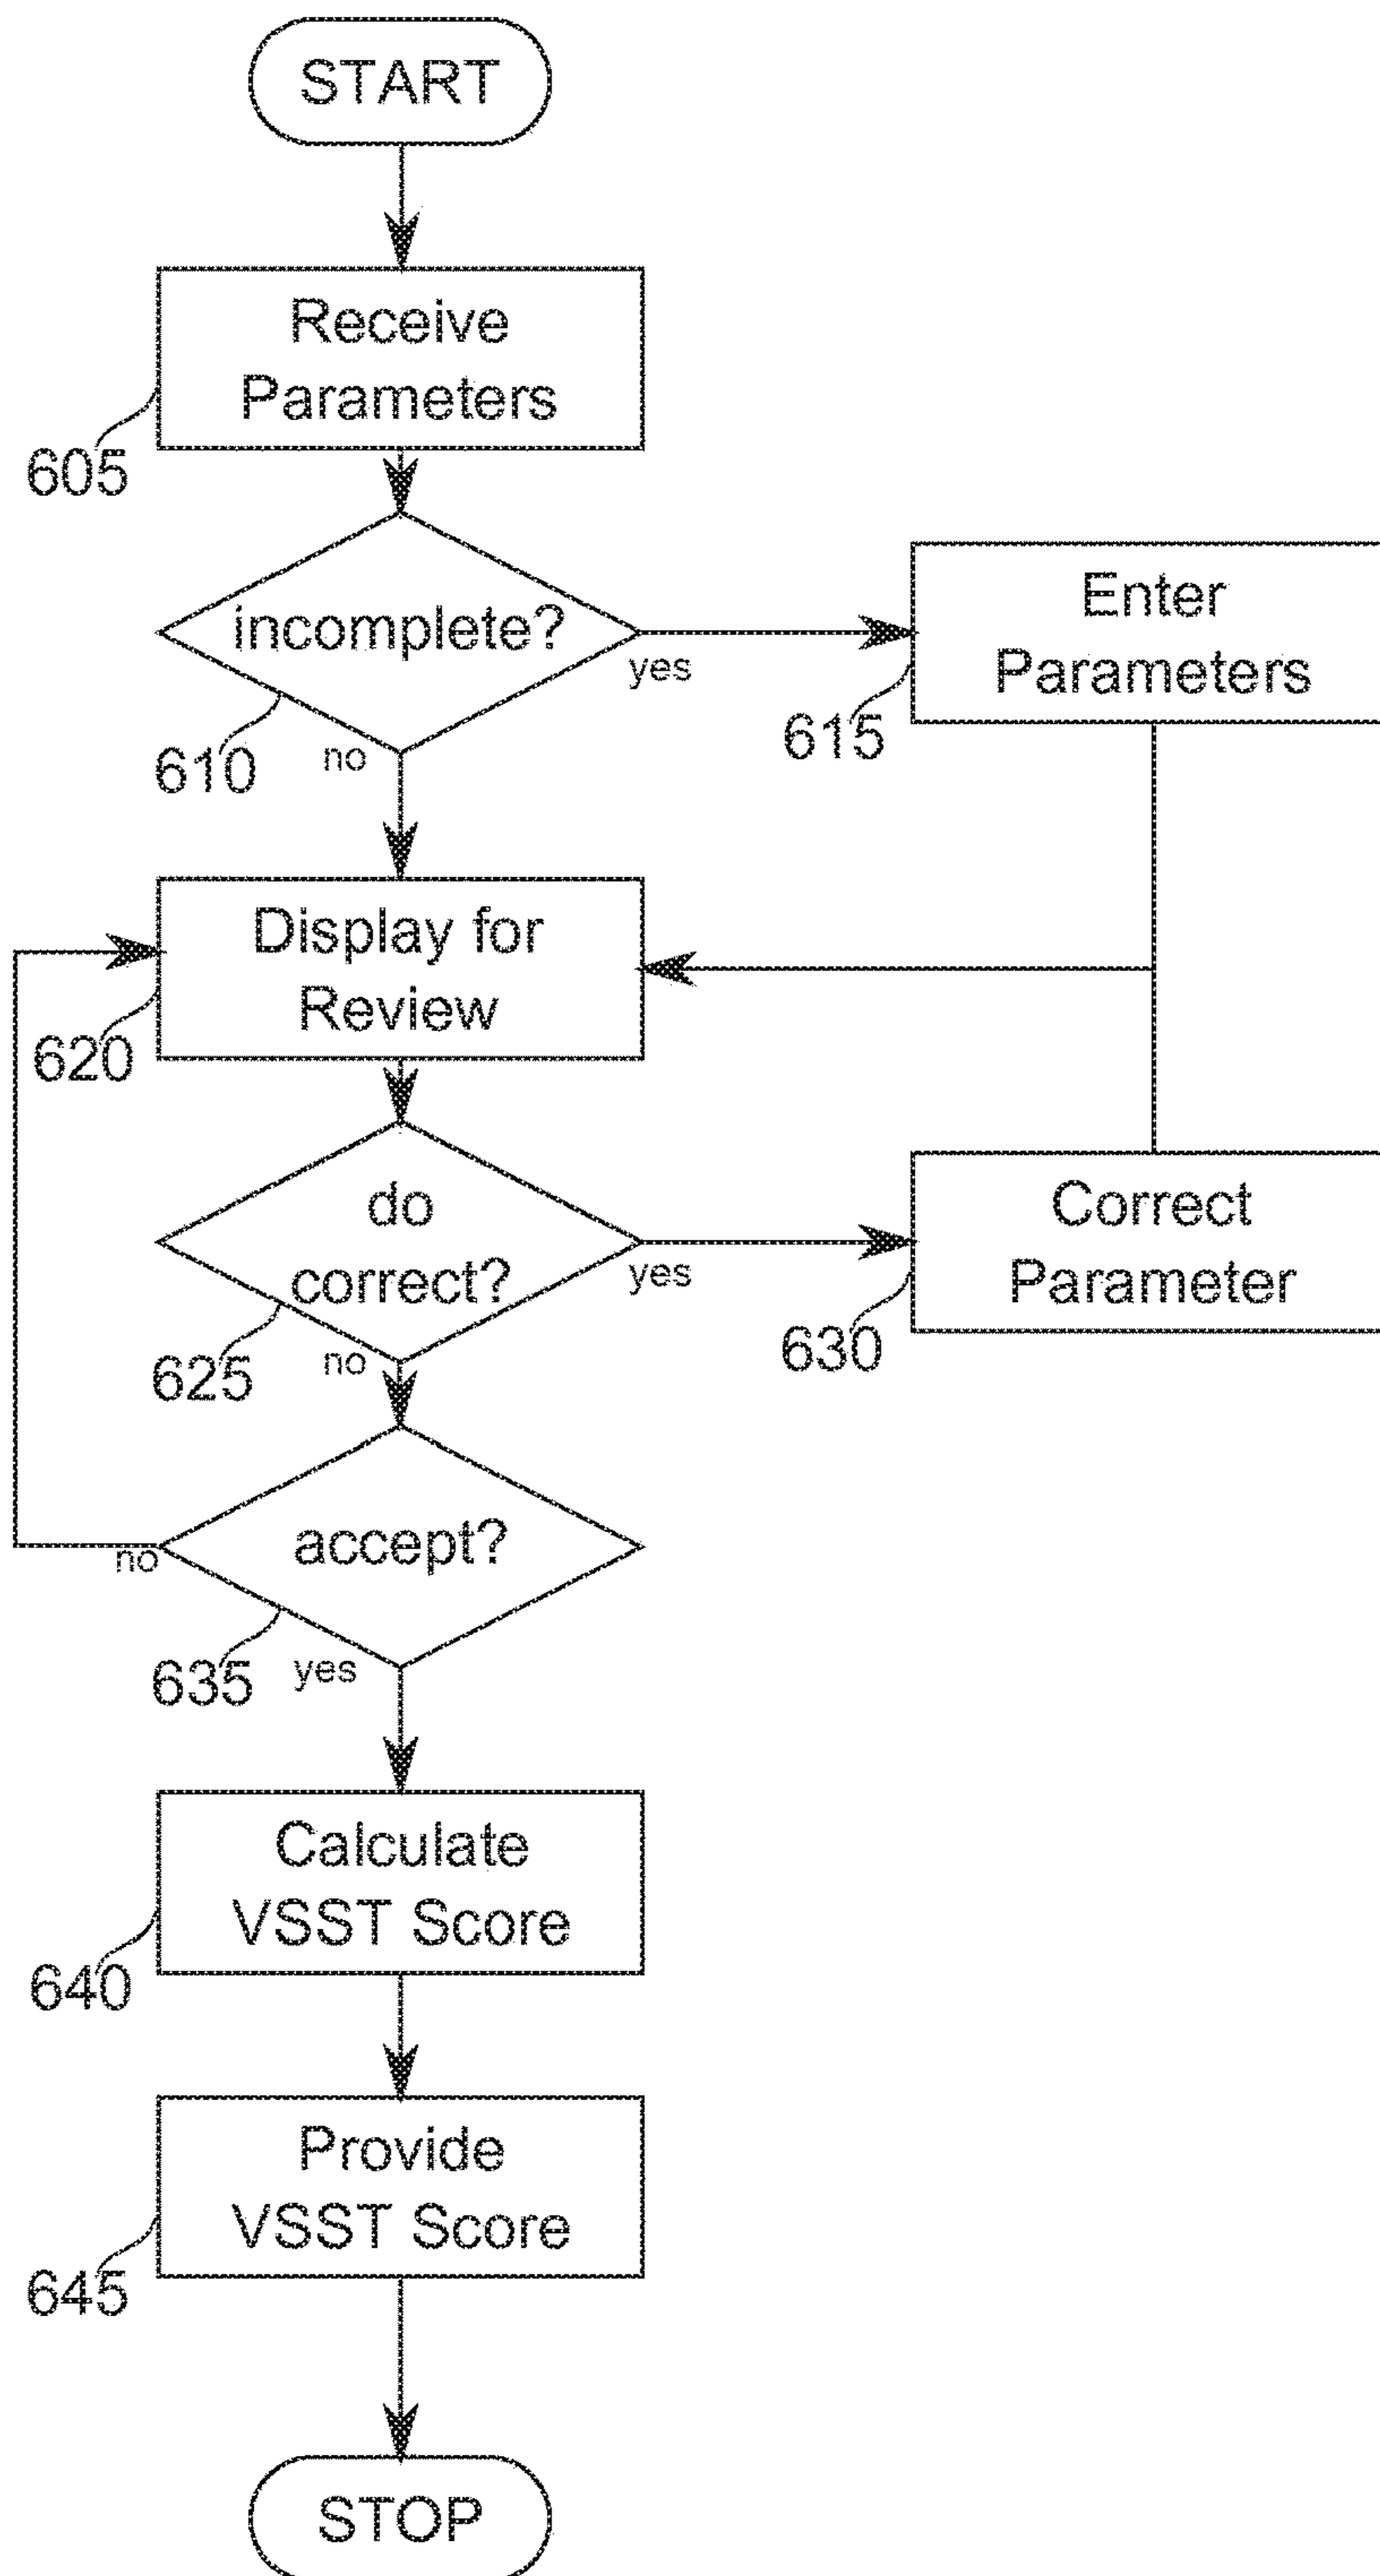 START
Receive
Parameters
605
incomplete?
yes
Enter
Parameters
615
610
no
Display for
Review
620
do
correct?
yes
Correct
Parameter
630
625
no
accept?
no
635
yes
Calculate
VSST Score
640
Provide
VSST Score
645
STOP